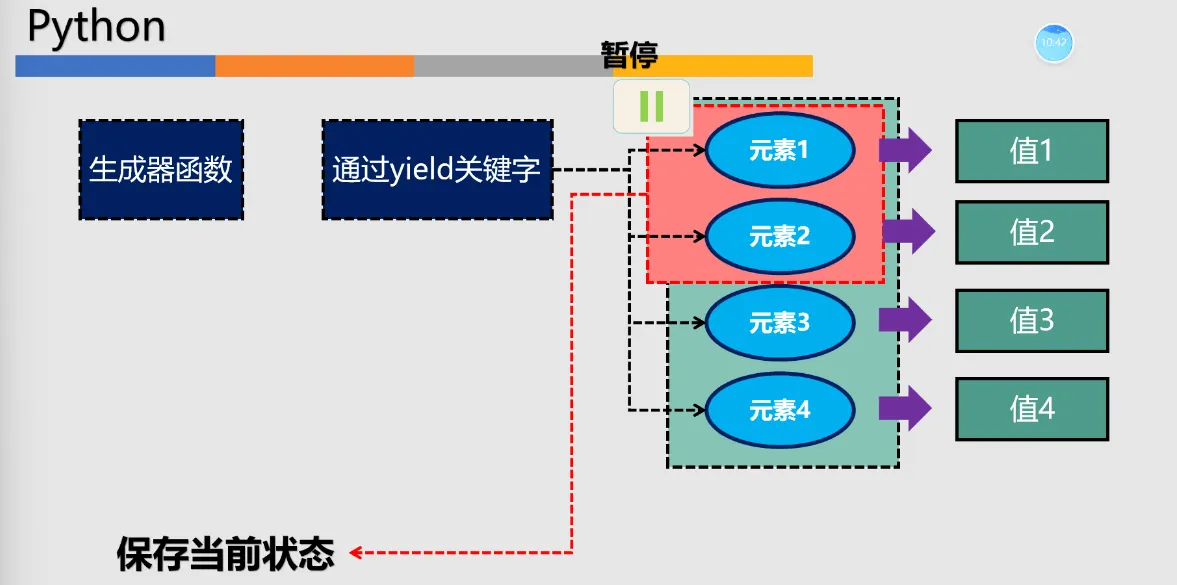 Python
10:42
暂停
生成器函数
通过yield关键字
元素1
值1
元素2
值2
元素3
值3
元素4
值4
保存当前状态